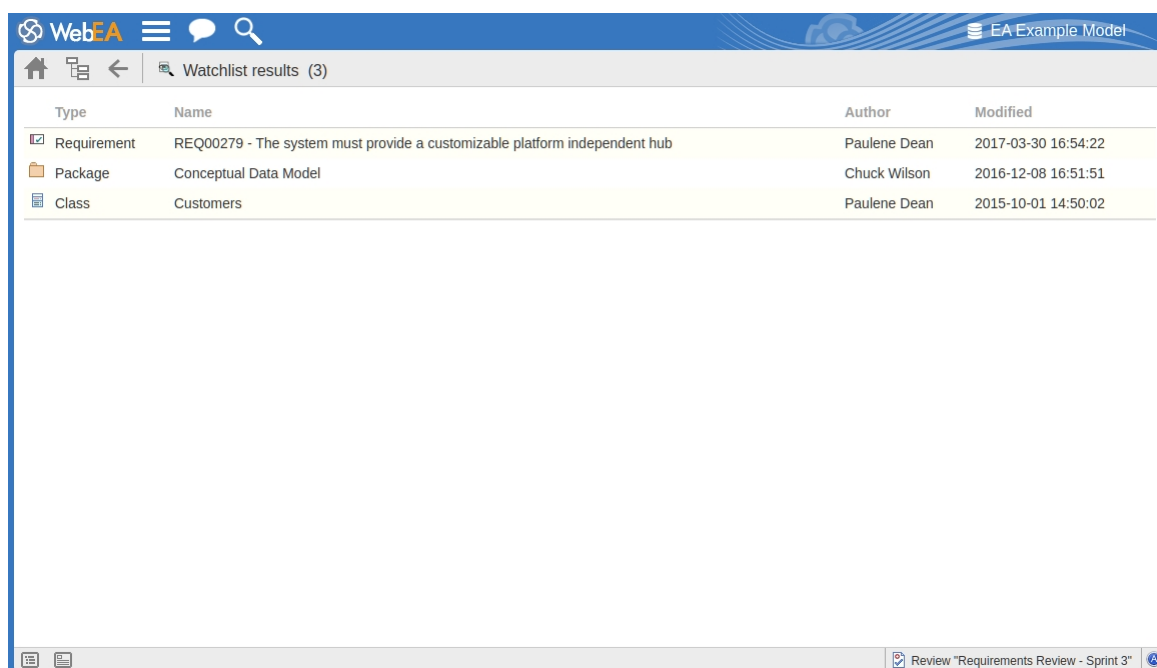 WebEA
EA Example Model
Watchlist results (3)
Type Name Author Modified
Requirement REQ00279 - The system must provide a customizable platform independent hub Paulene Dean 2017-03-30 16:54:22
Package Conceptual Data Model Chuck Wilson 2016-12-08 16:51:51
Class Customers Paulene Dean 2015-10-01 14:50:02
Review "Requirements Review - Sprint 3"